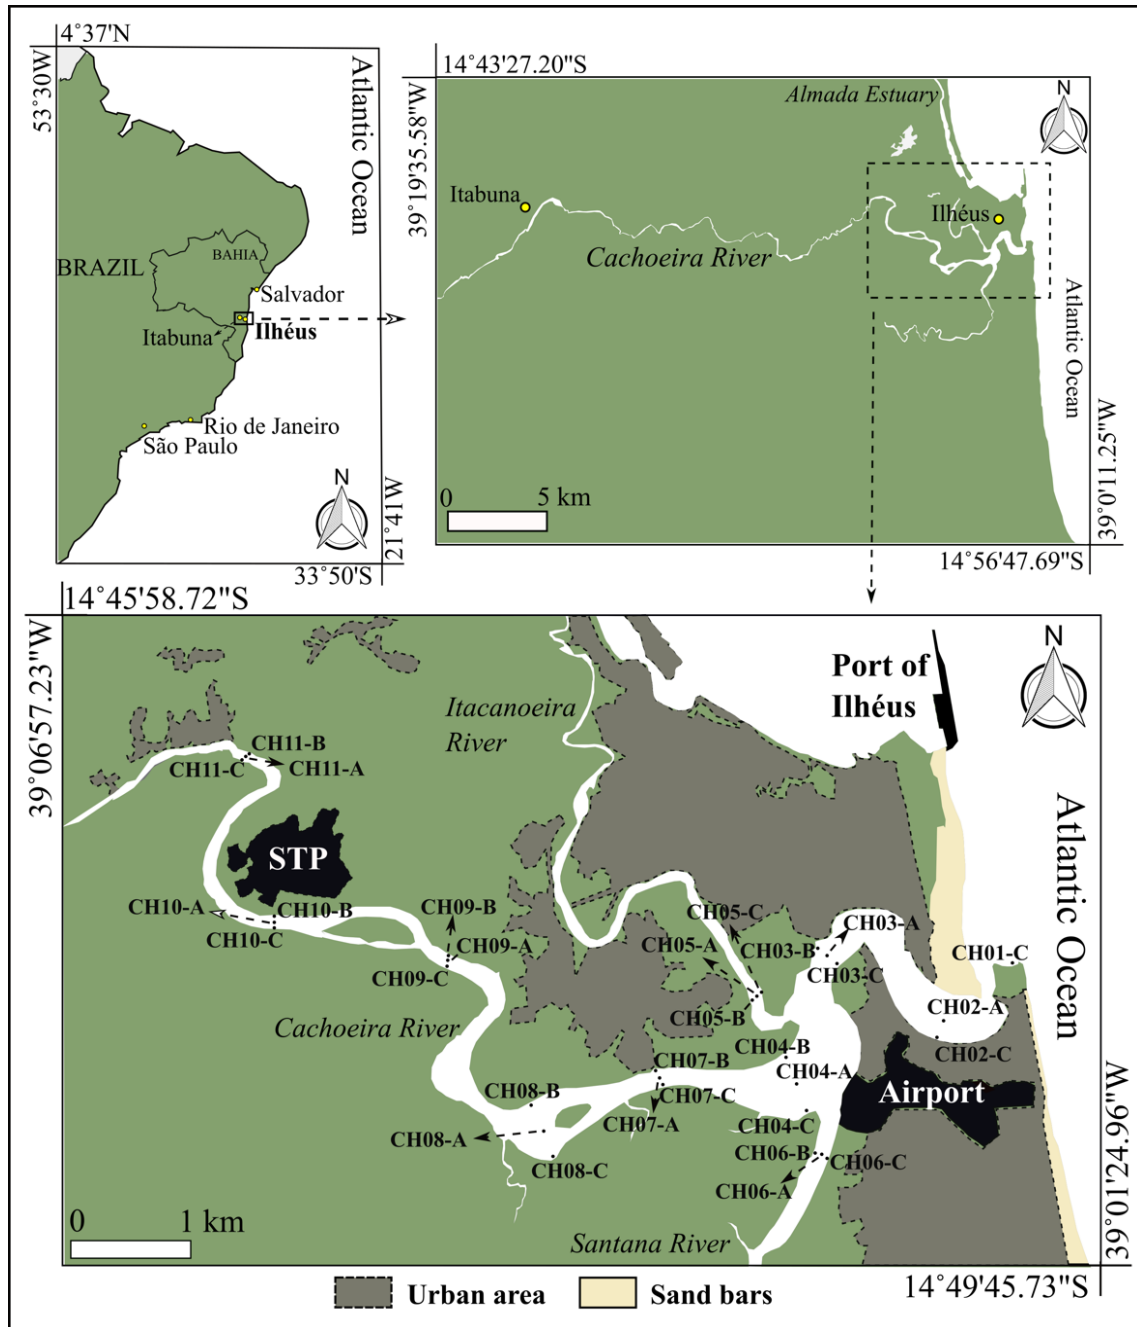 4°37'N
53°30W
Atlantic Ocean
BRAZIL
BAHIA
Salvador
Itabuna
Ilhéus
Rio de Janeiro
São Paulo
N
21°41W
33°50'S
14°43'27.20"S
39°19'35.58"W
Almada Estuary
N
Itabuna
Ilhéus
Cachoeira River
Atlantic Ocean
0
5 km
39°0'11.25"W
14°56'47.69"S
14°45'58.72"S
39°06'57.23"W
Port of
Ilhéus
N
Itacanoeira
River
CH11-B
CH11-C
CH11-A
STP
Atlantic Ocean
CH10-A
CH10-B
CH10-C
CH09-B
CH09-A
CH09-C
CH05-C
CH05-A
CH05-B
CH03-A
CH03-B
CH03-C
CH01-C
CH02-A
CH02-C
Cachoeira River
CH04-B
CH04-A
CH04-C
CH07-B
CH07-C
CH07-A
Airport
CH08-B
CH08-A
CH08-C
CH06-B
CH06-C
CH06-A
Santana River
0
1 km
39°01'24.96"W
14°49'45.73"S
Urban area
Sand bars